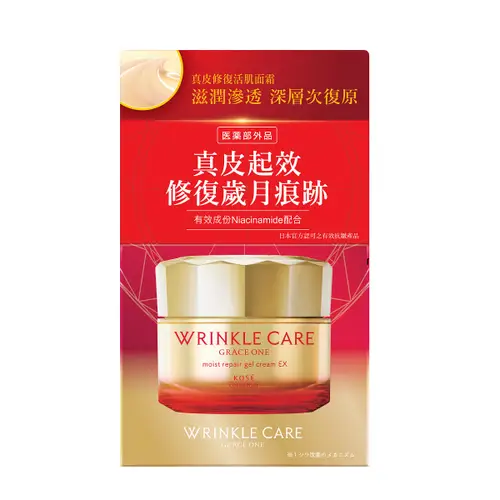 真皮修復活肌面霜
滋潤滲透 深層次復原
医薬部外品
真皮起效
修復歲月痕跡
有效成份Niacinamide配合
日本官方認可之有效抗皺產品
WRINKLE CARE
GRACE ONE
moist repair gel cream EX
KOSÉ
WRINKLE CARE
GRACE ONE